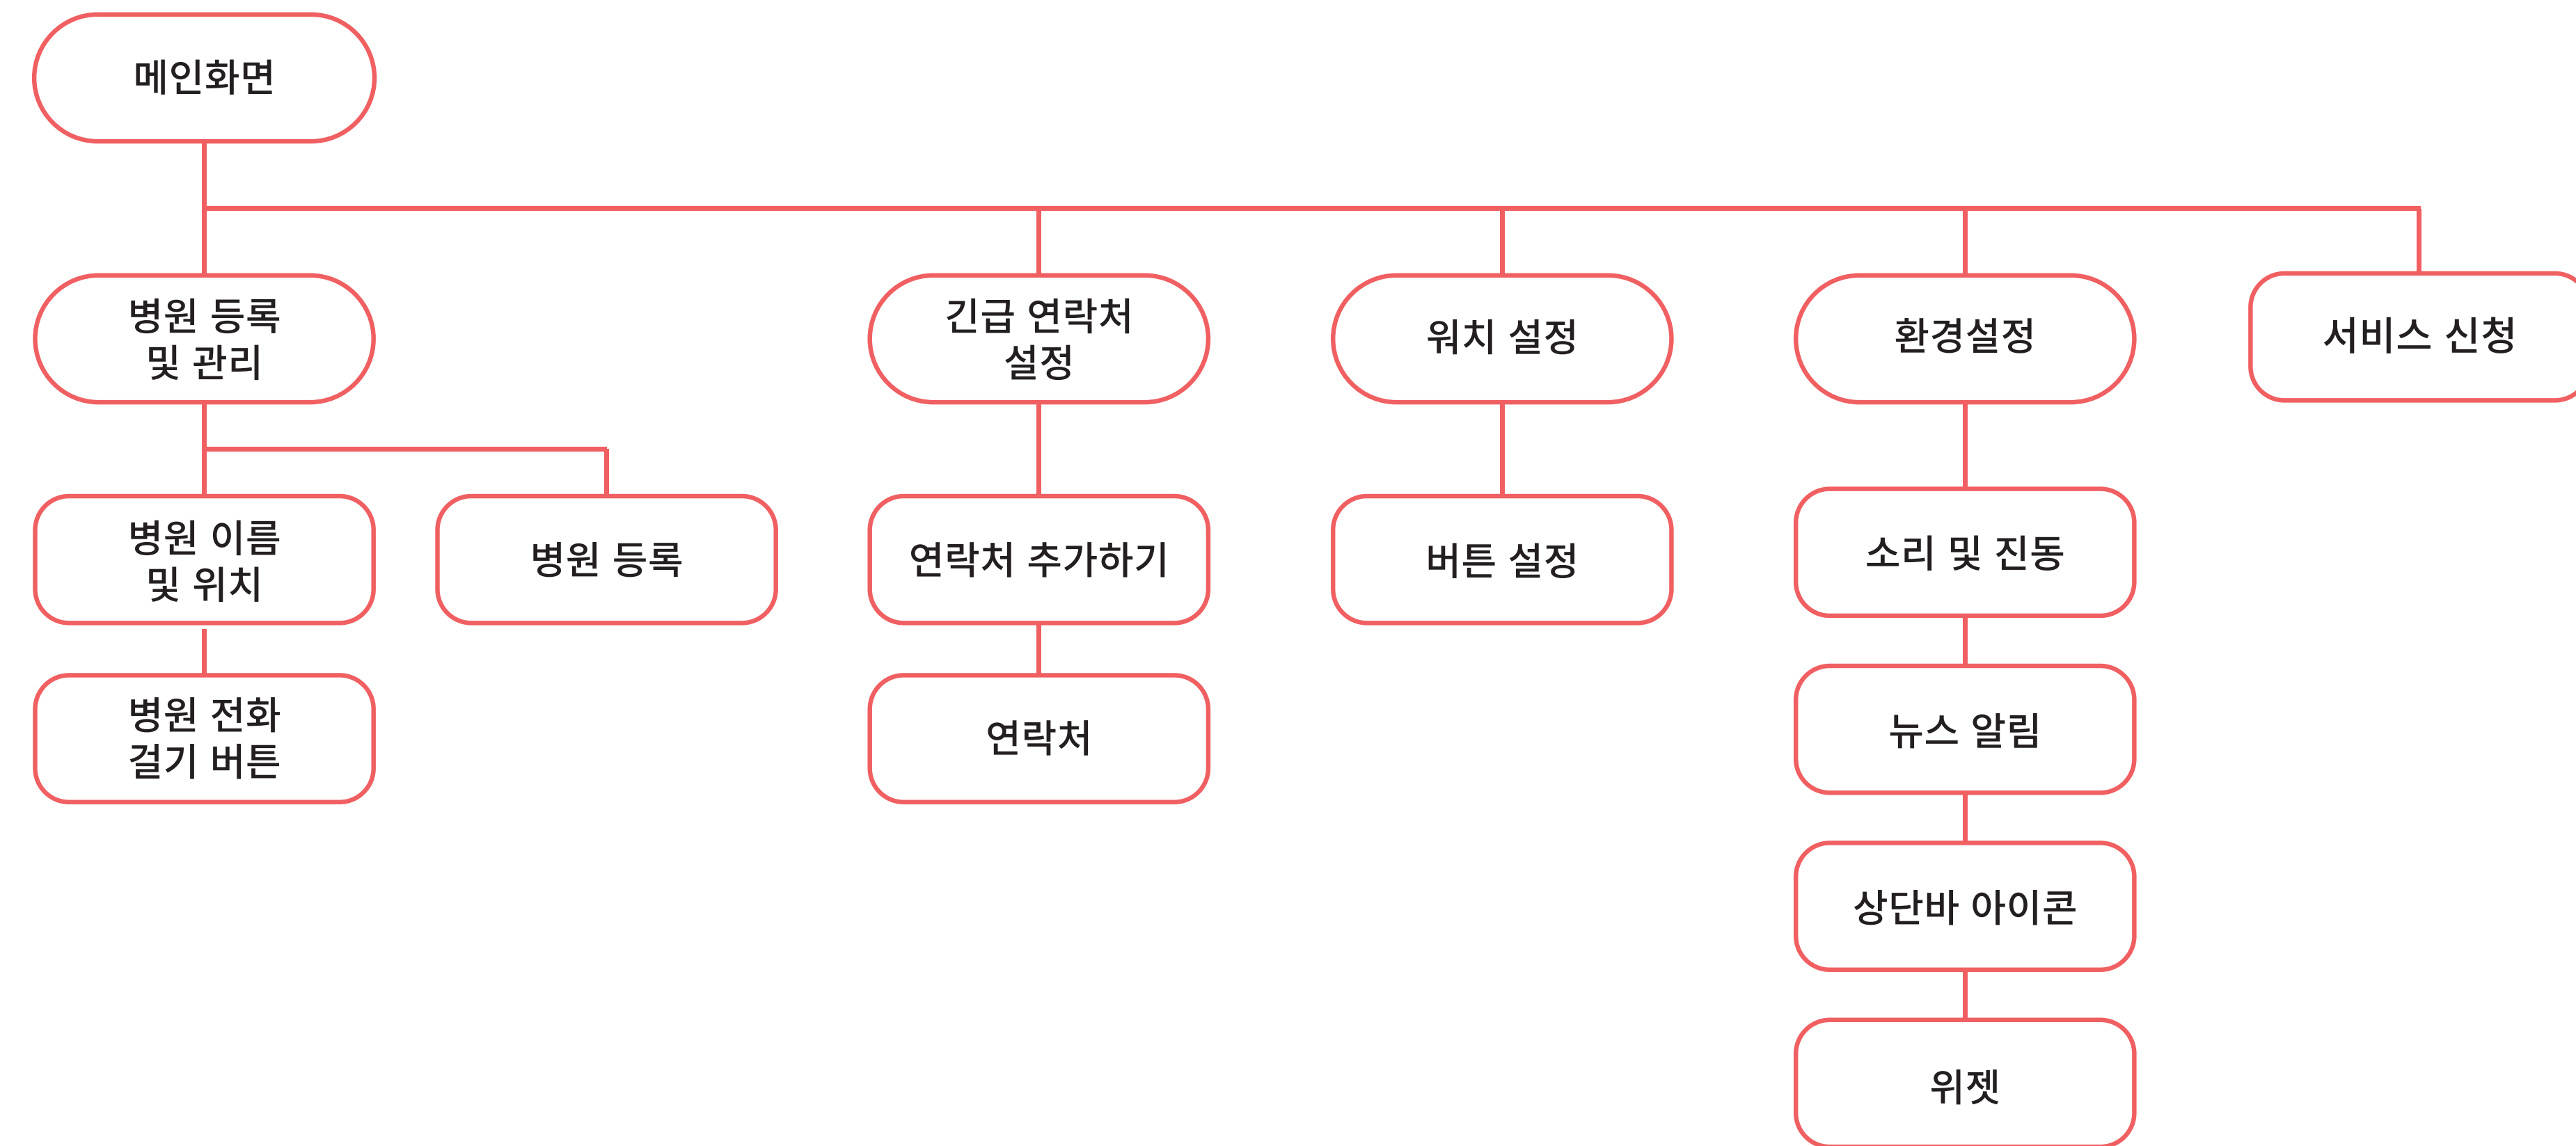 메인화면
병원 등록
및 관리
긴급 연락처
설정
워치 설정
환경설정
서비스 신청
병원 이름
및 위치
병원 등록
연락처 추가하기
버튼 설정
소리 및 진동
병원 전화
걸기 버튼
연락처
뉴스 알림
상단바 아이콘
위젯